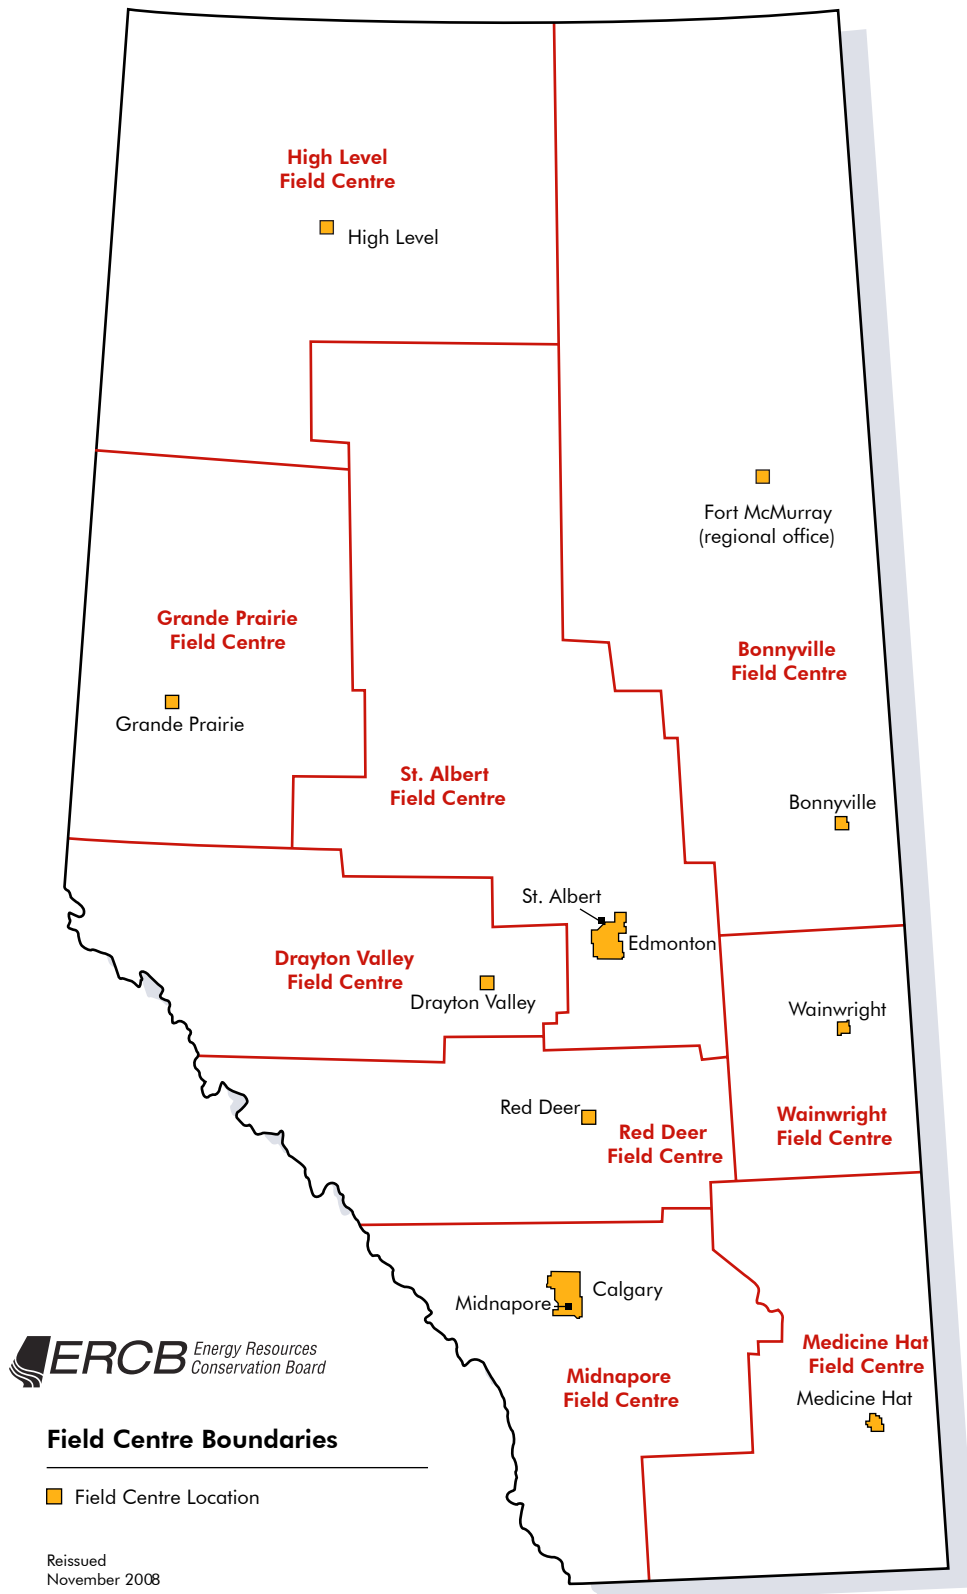 High Level
Field Centre
High Level
Fort McMurray
(regional office)
Grande Prairie
Field Centre
Bonnyville
Field Centre
Grande Prairie
St. Albert
Field Centre
Bonnyville
St. Albert
Edmonton
Drayton Valley
Field Centre
Drayton Valley
Wainwright
Red Deer
Wainwright
Field Centre
Red Deer
Field Centre
Calgary
Midnapore
Medicine Hat
Field Centre
Midnapore
Field Centre
Medicine Hat
ERCB Energy Resources
Conservation Board
Field Centre Boundaries
Field Centre Location
Reissued
November 2008